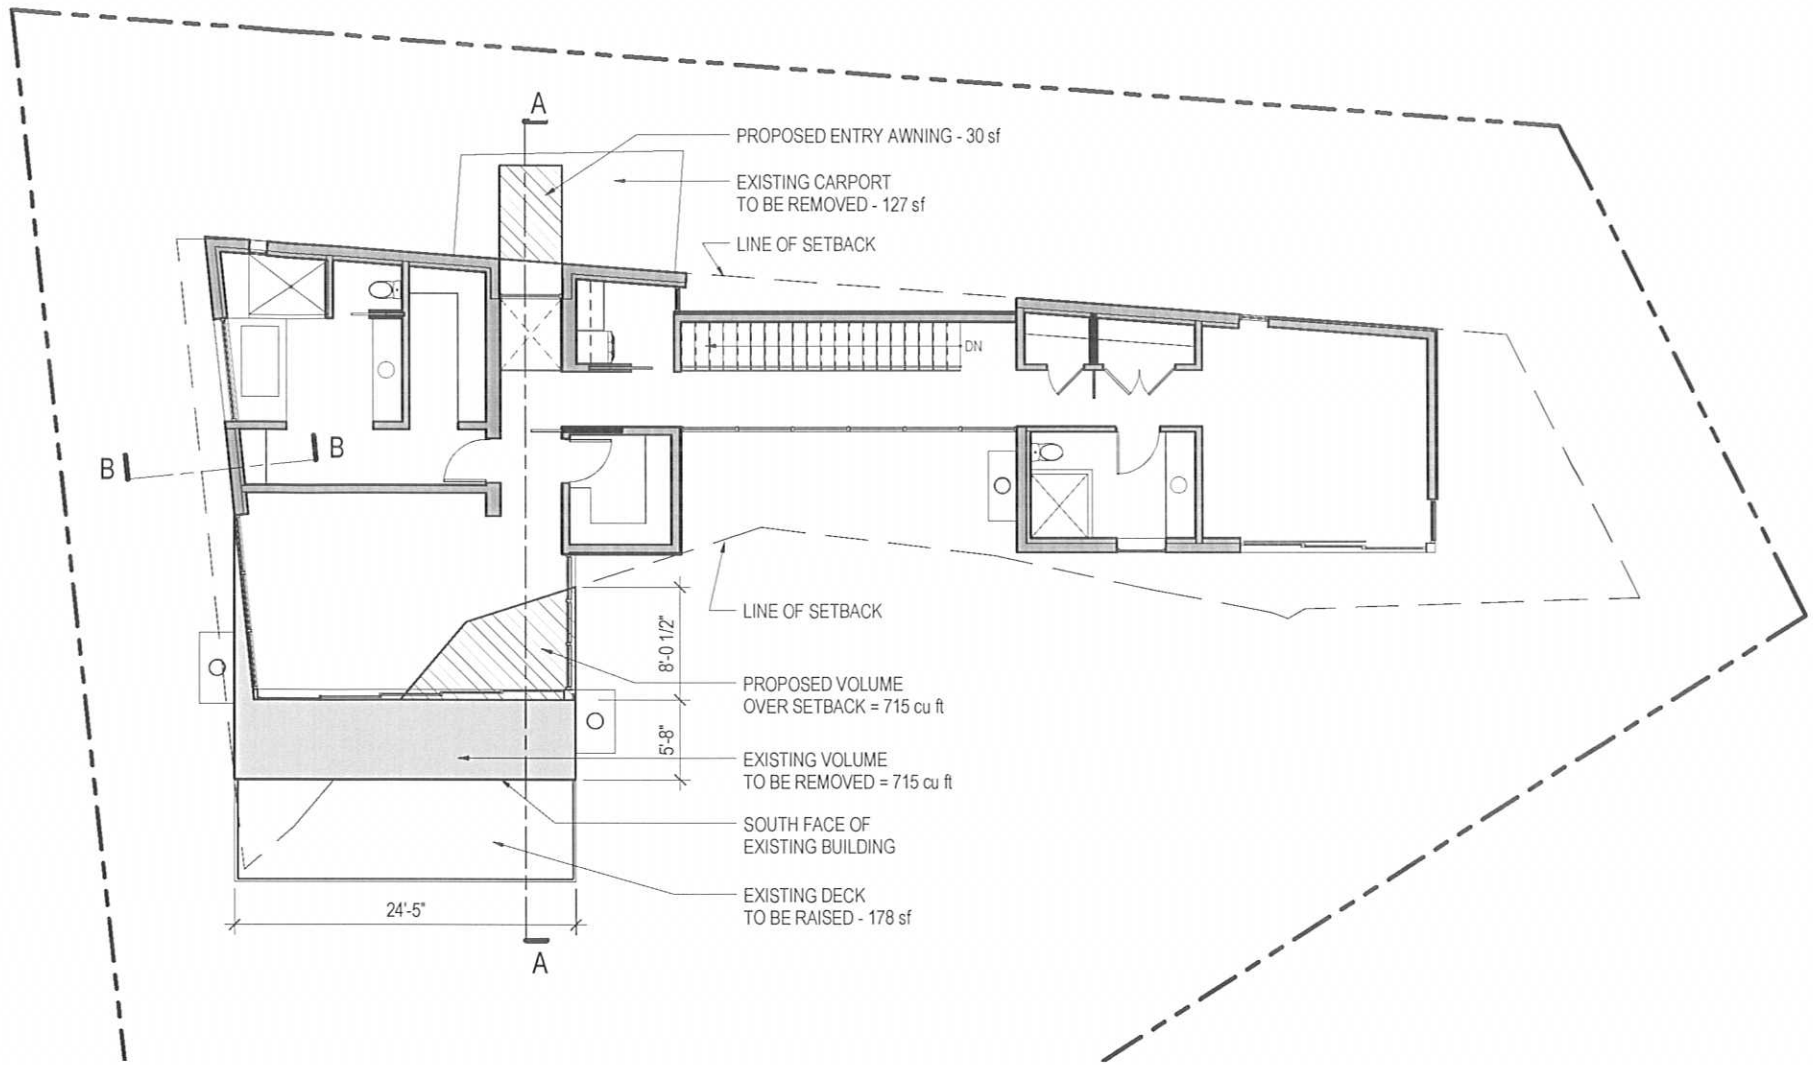 A
PROPOSED ENTRY AWNING - 30 sf
EXISTING CARPORT
TO BE REMOVED - 127 sf
LINE OF SETBACK
DN
B
B
LINE OF SETBACK
8'-0 1/2"
PROPOSED VOLUME
OVER SETBACK = 715 cu ft
5'-8"
EXISTING VOLUME
TO BE REMOVED = 715 cu ft
SOUTH FACE OF
EXISTING BUILDING
EXISTING DECK
TO BE RAISED - 178 sf
24'-5"
A